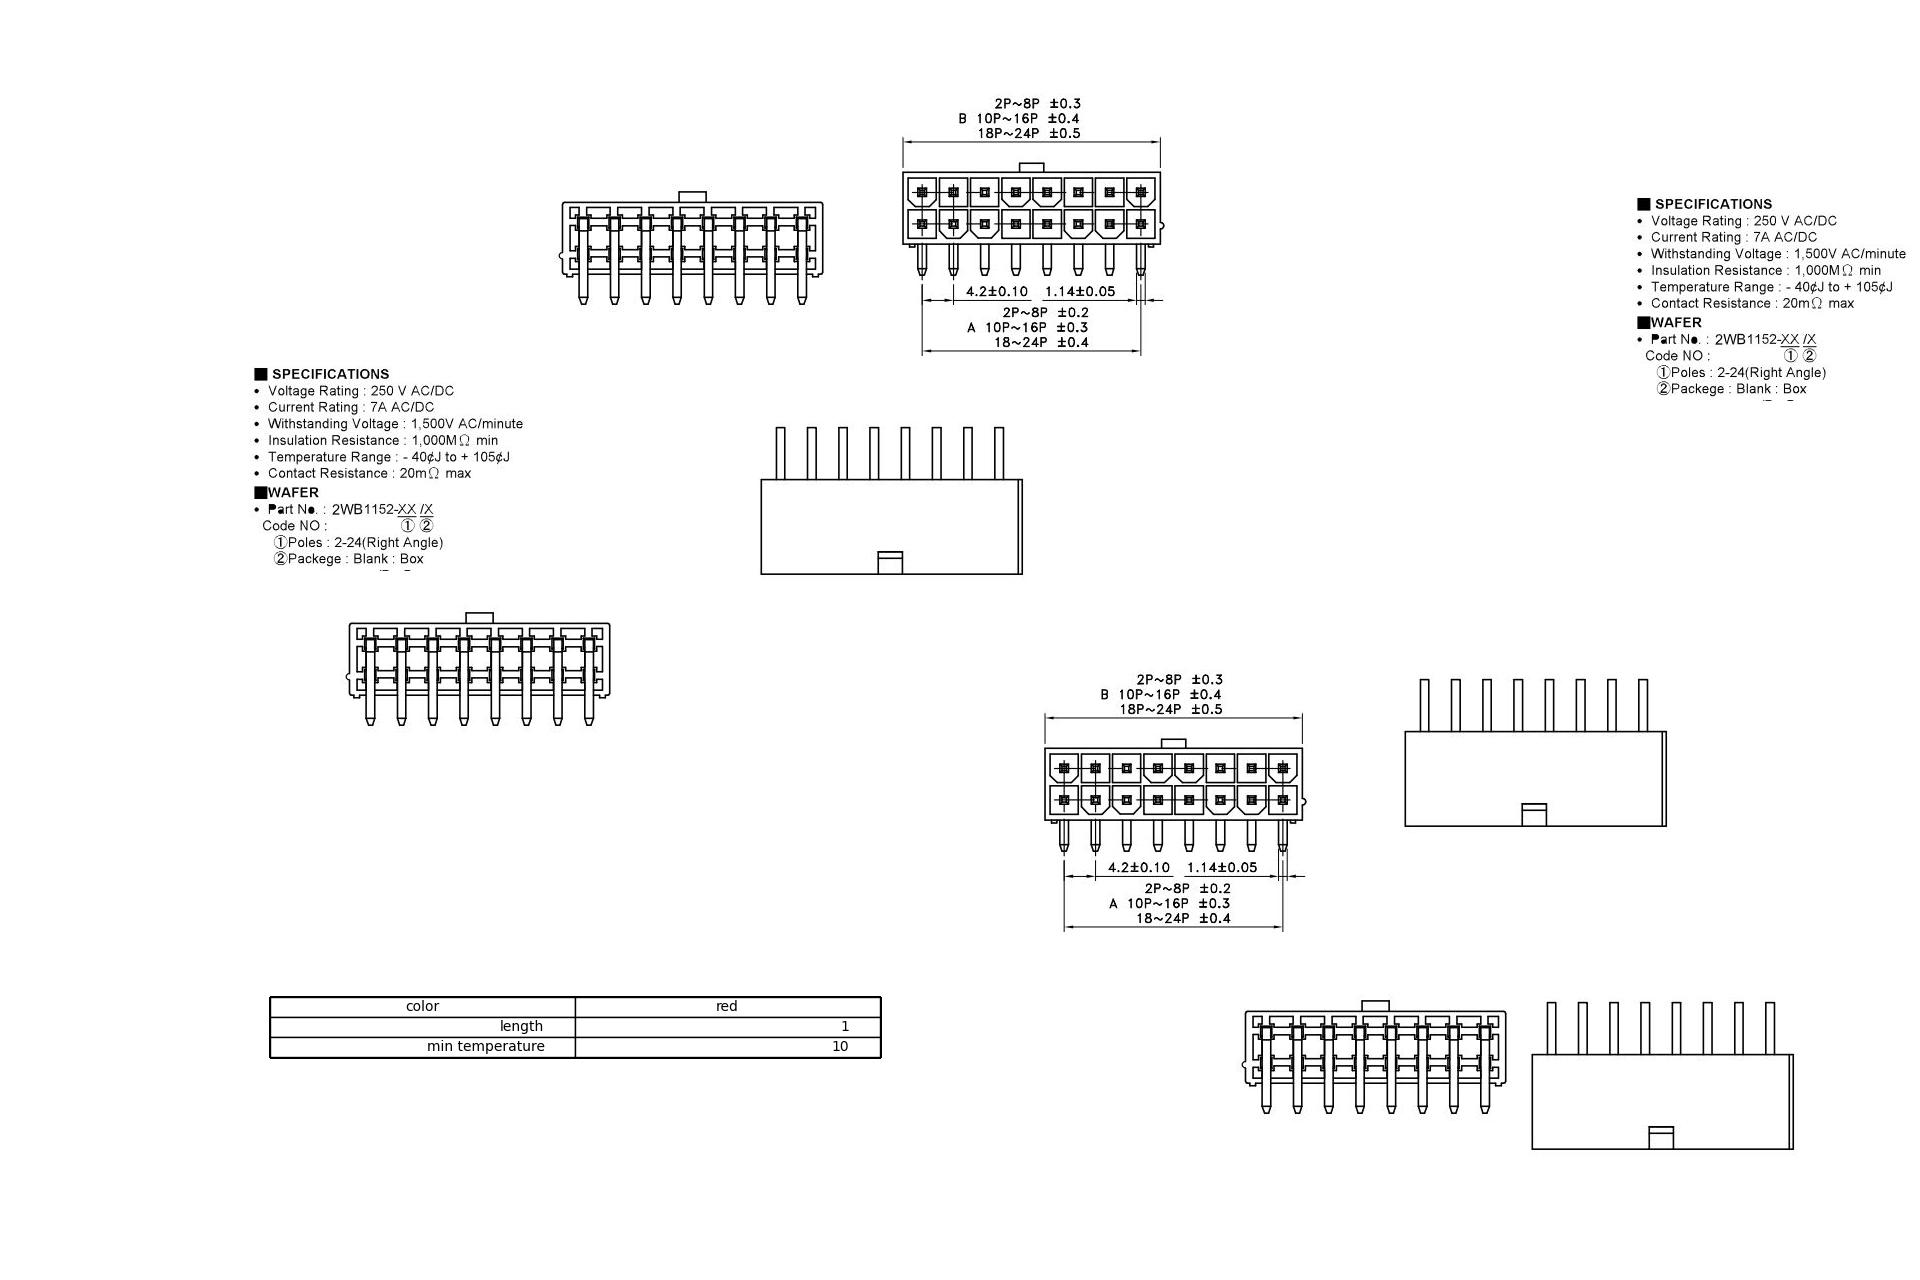 2P~8P ±0.3
B 10P~16P ±0.4
18P~24P ±0.5
4.2±0.10 1.14±0.05
2P~8P ±0.2
A 10P~16P ±0.3
18~24P ±0.4
■ SPECIFICATIONS
• Voltage Rating : 250 V AC/DC
• Current Rating : 7A AC/DC
• Withstanding Voltage : 1,500V AC/minute
• Insulation Resistance : 1,000MΩ min
• Temperature Range : - 40¢J to + 105¢J
• Contact Resistance : 20mΩ max
■WAFER
• Part No. : 2WB1152-XX /X
Code NO : ① ②
①Poles : 2-24(Right Angle)
②Packege : Blank : Box
■ SPECIFICATIONS
• Voltage Rating : 250 V AC/DC
• Current Rating : 7A AC/DC
• Withstanding Voltage : 1,500V AC/minute
• Insulation Resistance : 1,000MΩ min
• Temperature Range : - 40¢J to + 105¢J
• Contact Resistance : 20mΩ max
■WAFER
• Part No. : 2WB1152-XX /X
Code NO : ① ②
①Poles : 2-24(Right Angle)
②Packege : Blank : Box
2P~8P ±0.3
B 10P~16P ±0.4
18P~24P ±0.5
4.2±0.10 1.14±0.05
2P~8P ±0.2
A 10P~16P ±0.3
18~24P ±0.4
color red
length 1
min temperature 10